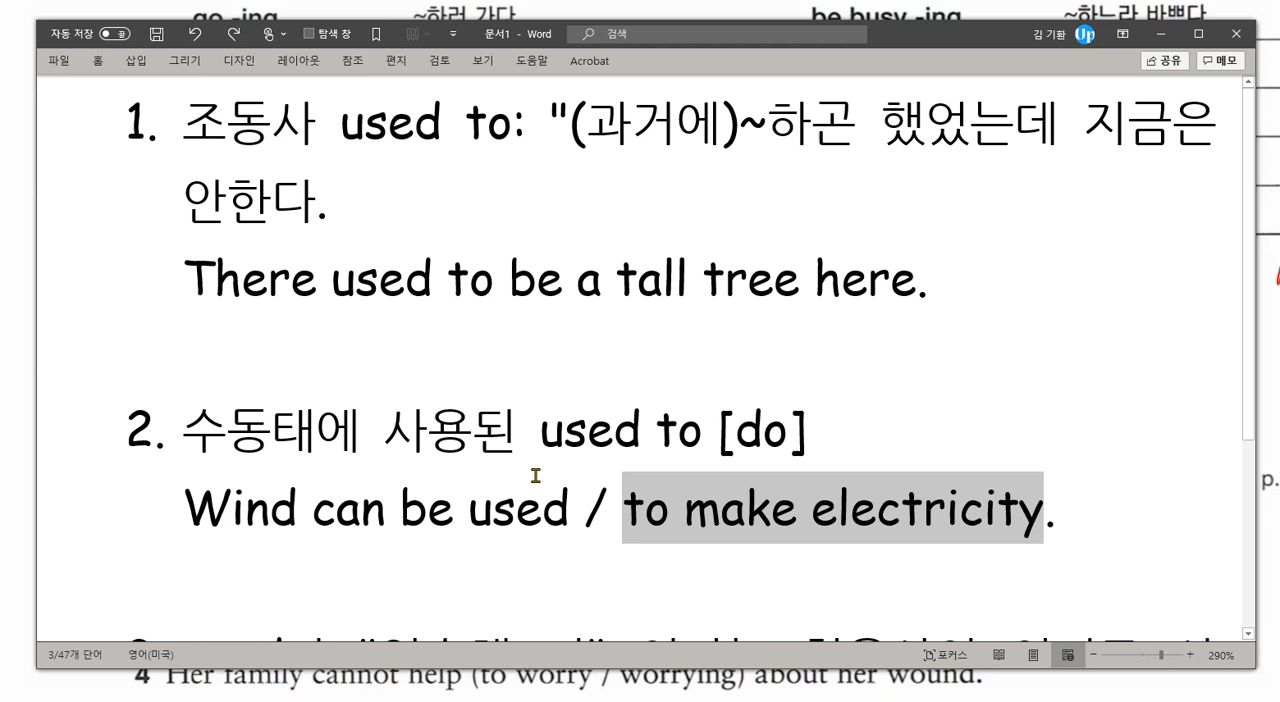 go -ing ~하러 간다 be busy -ing ~하느라 바쁘다
자동 저장 끔 탐색 창 문서1 - Word 검색 김 기환
파일 홈 삽입 그리기 디자인 레이아웃 참조 편지 검토 보기 도움말 Acrobat 공유 메모
1. 조동사 used to: "(과거에)~하곤 했었는데 지금은
안한다.
There used to be a tall tree here.
2. 수동태에 사용된 used to [do]
Wind can be used / to make electricity.
p.
3/47개 단어 영어(미국) 포커스 290%
4 Her family cannot help (to worry / worrying) about her wound.